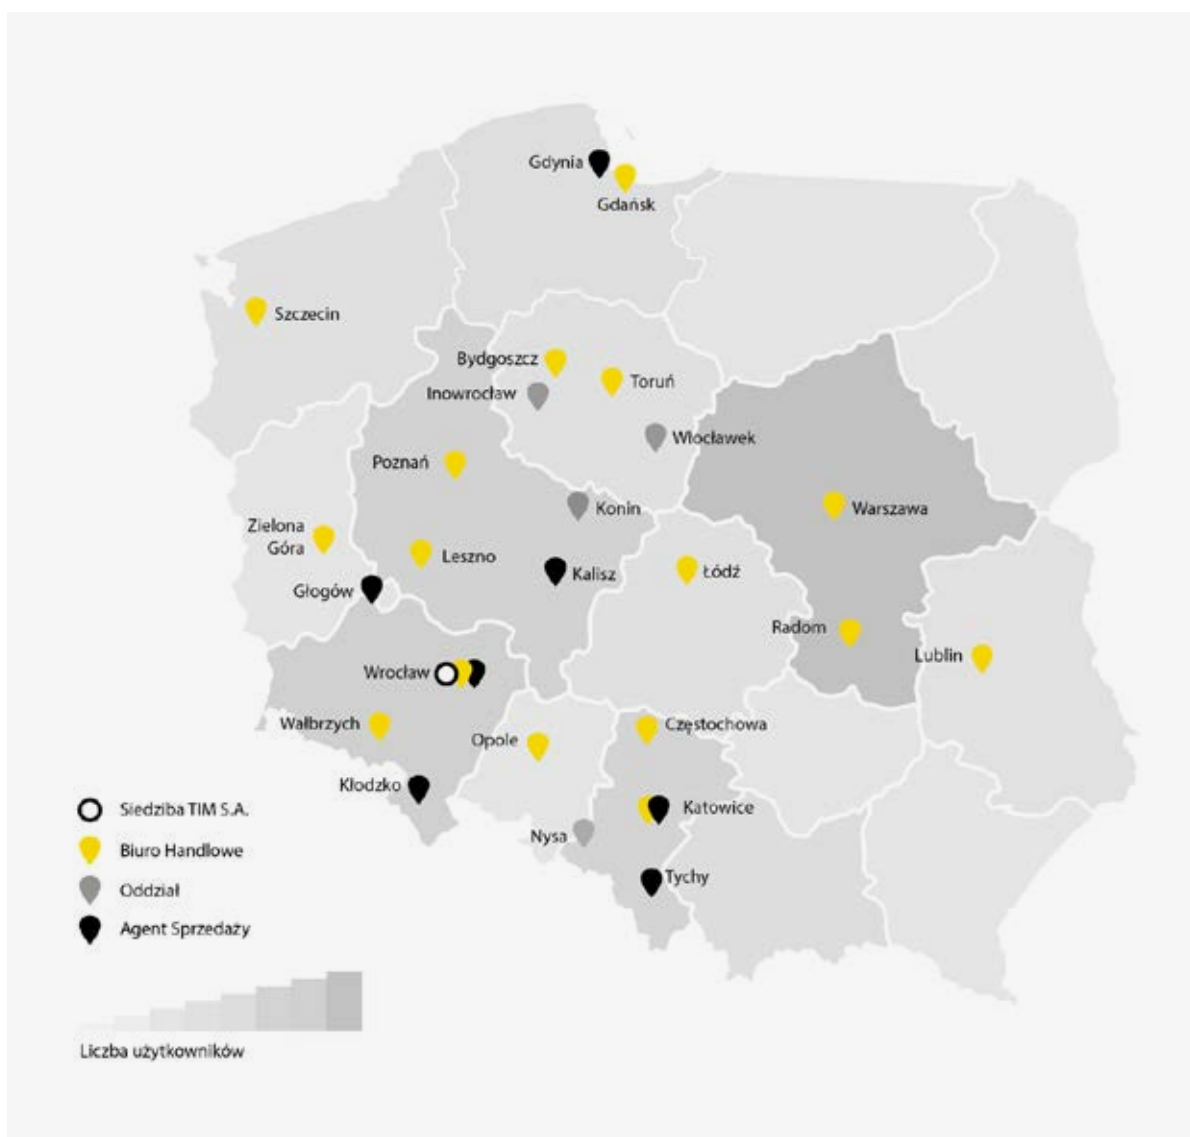 Gdynia
Gdańsk
Szczecin
Bydgoszcz
Toruń
Inowrocław
Włocławek
Poznań
Konin
Warszawa
Zielona
Góra
Leszno
Kalisz
Łódź
Głogów
Radom
Lublin
Wrocław
Wałbrzych
Częstochowa
Opole
Kłodzko
Katowice
Nysa
Tychy
Siedziba TIM S.A.
Biuro Handlowe
Oddział
Agent Sprzedaży
Liczba użytkowników